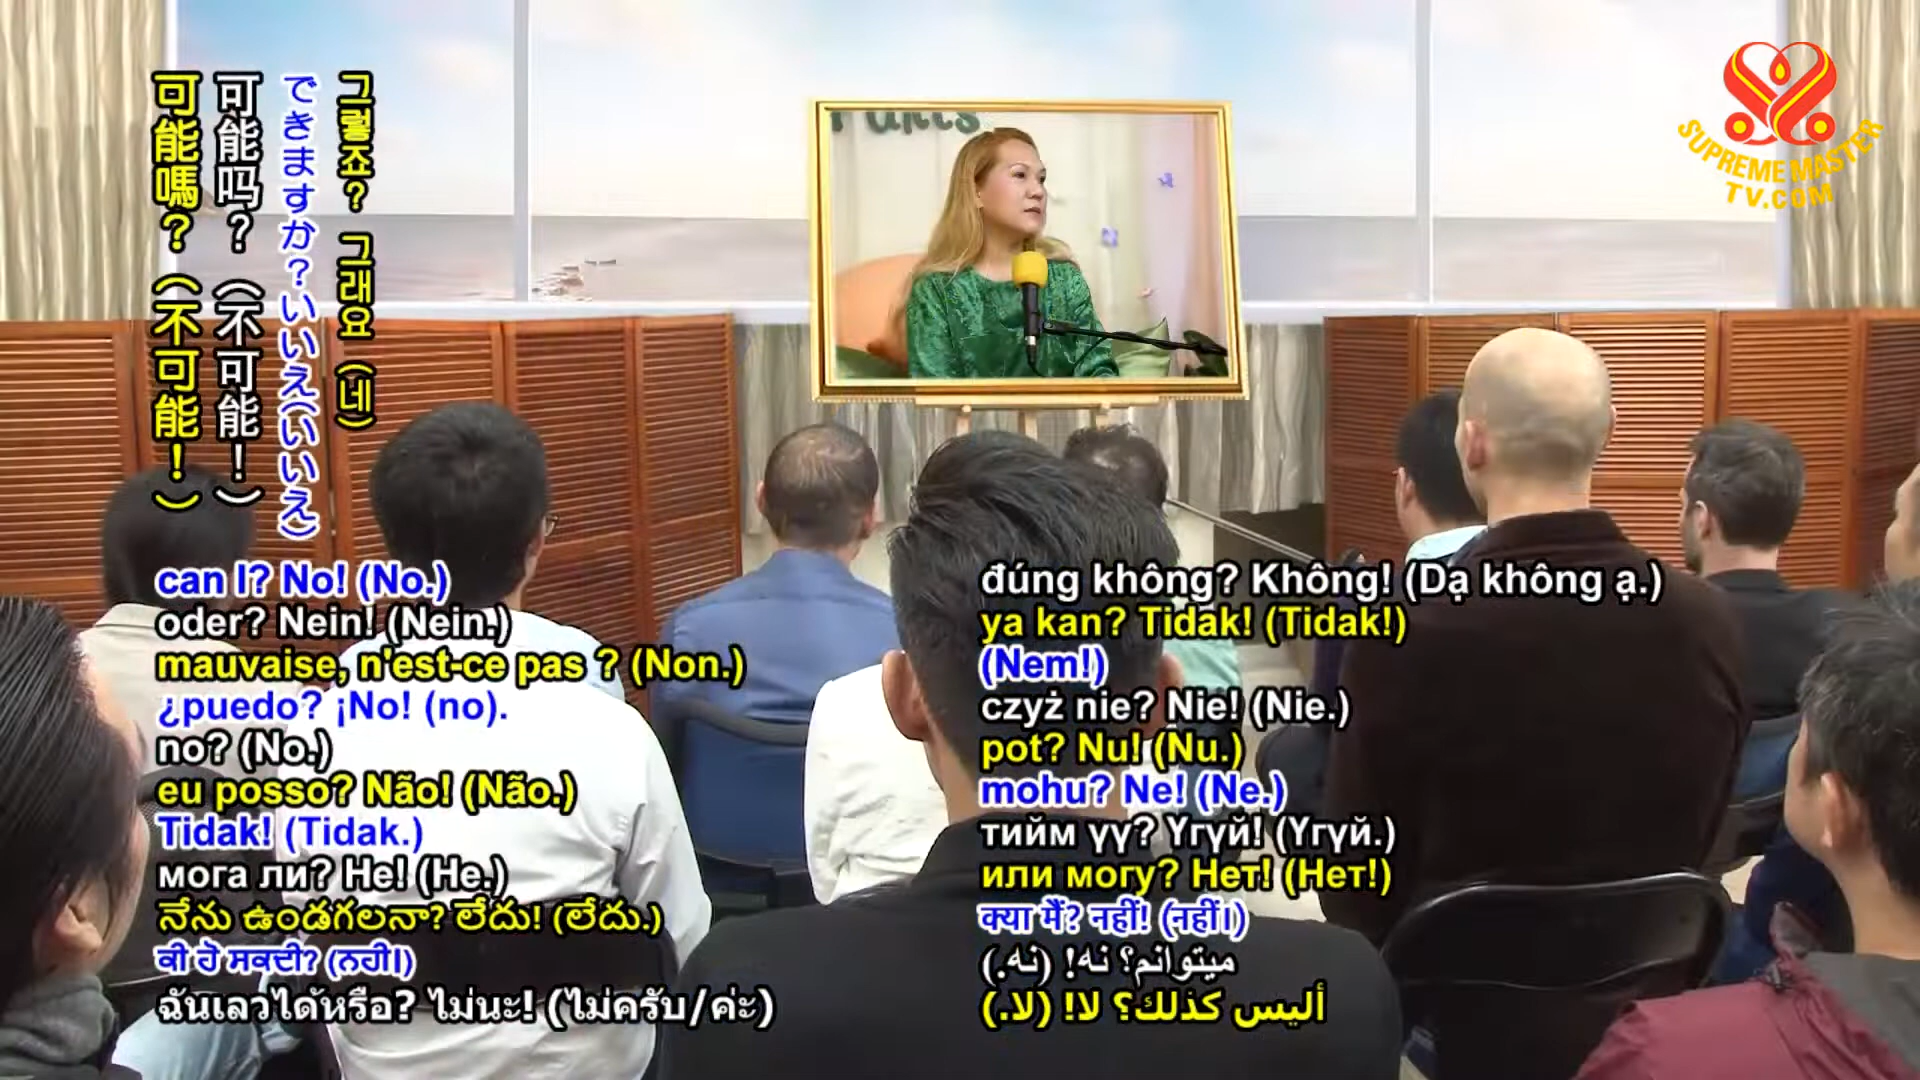 그렇죠? 그래요 (네)
できますか？いいえ(いいえ)
可能吗？（不可能！）
可能嗎？（不可能！）
SUPREME MASTER
TV.COM
can I? No! (No.)
oder? Nein! (Nein.)
mauvaise, n'est-ce pas ? (Non.)
¿puedo? ¡No! (no).
no? (No.)
eu posso? Não! (Não.)
Tidak! (Tidak.)
мога ли? Не! (Не.)
నేను ఉండగలనా? లేదు! (లేదు.)
ਕੀ ਹੋ ਸਕਦੀ? (ਨਹੀ।)
ฉันเลวได้หรือ? ไม่นะ! (ไม่ครับ/ค่ะ)
đúng không? Không! (Dạ không ạ.)
ya kan? Tidak! (Tidak!)
(Nem!)
czyż nie? Nie! (Nie.)
pot? Nu! (Nu.)
mohu? Ne! (Ne.)
тийм үү? Үгүй! (Үгүй.)
или могу? Нет! (Нет!)
क्या मैं? नहीं! (नहीं।)
میتوانم؟ نه! (نه.)
أليس كذلك؟ لا! (لا.)